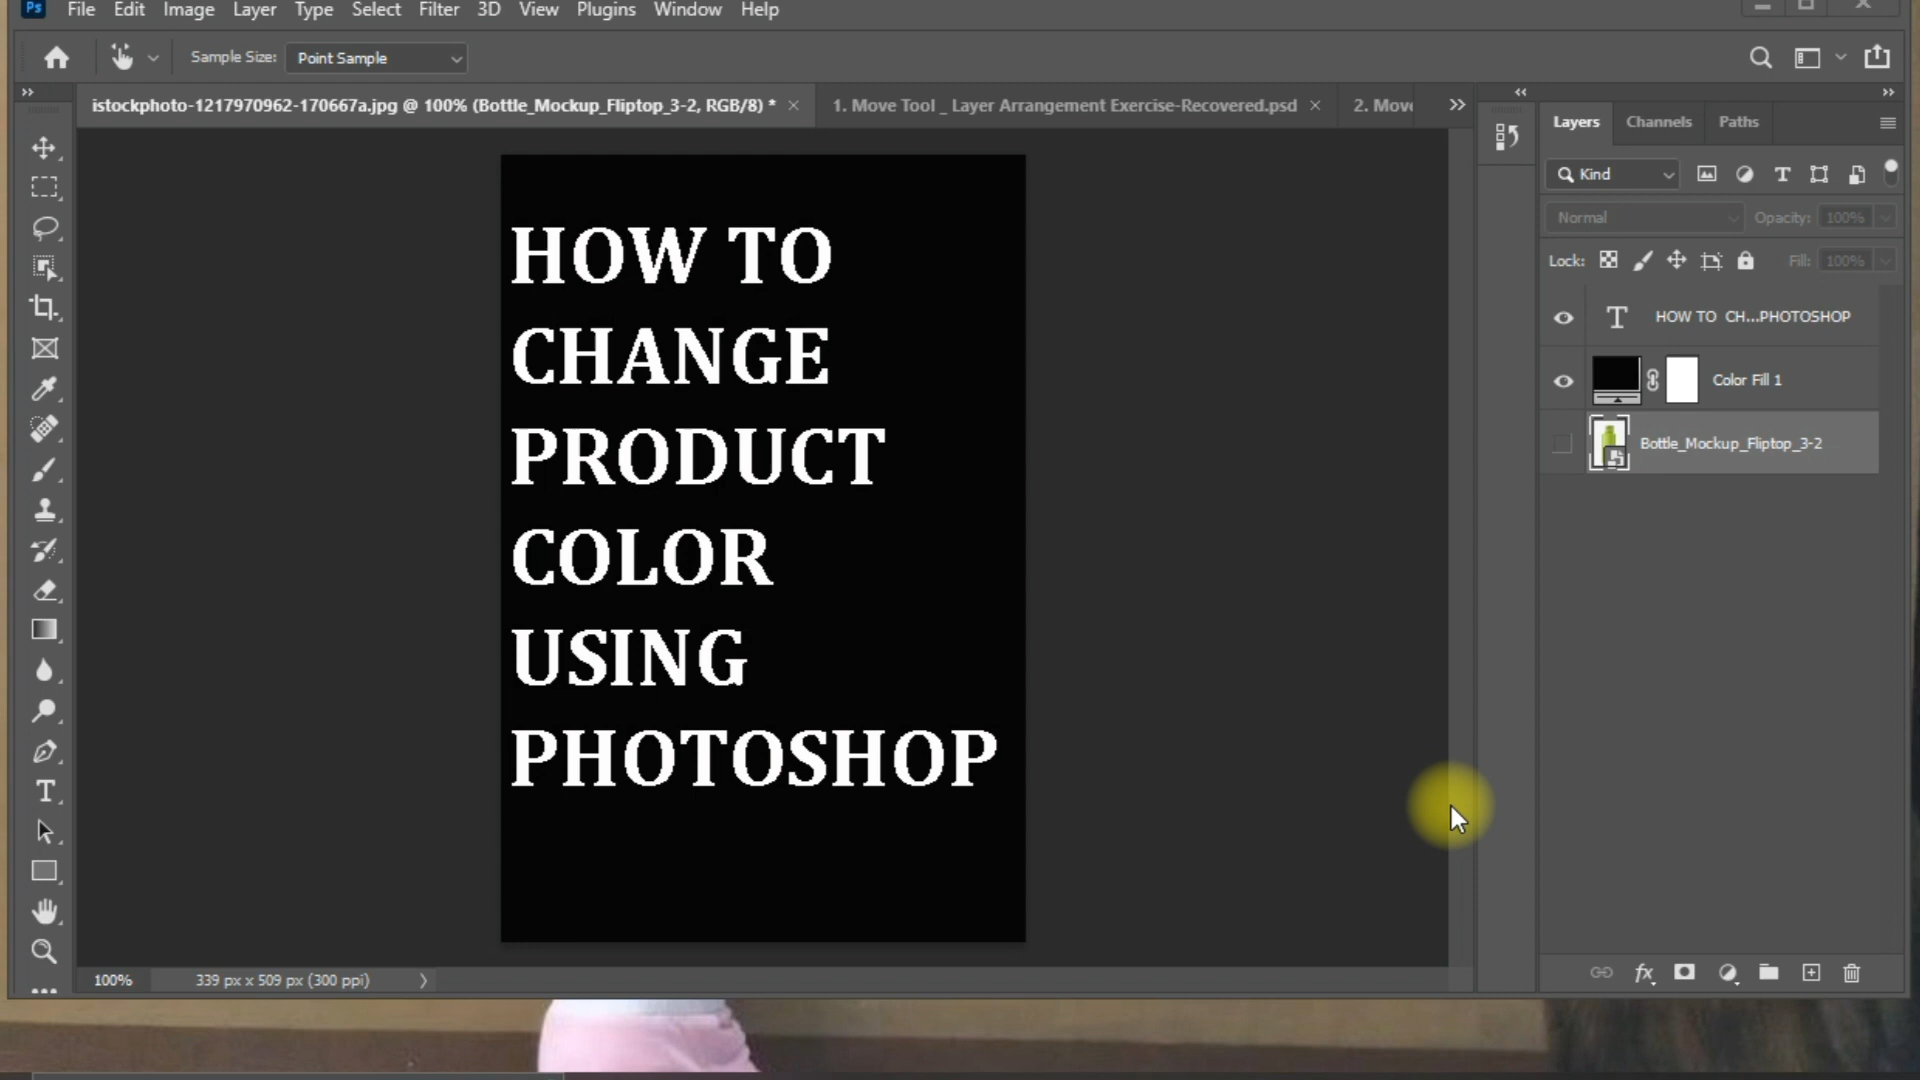 Ps File Edit Image Layer Type Select Filter 3D View Plugins Window Help
Sample Size: Point Sample
istockphoto-1217970962-170667a.jpg @ 100% (Bottle_Mockup_Fliptop_3-2, RGB/8) * 1. Move Tool _ Layer Arrangement Exercise-Recovered.psd 2. Move
Layers Channels Paths
Kind
Normal Opacity: 100%
Lock: Fill: 100%
HOW TO CH...PHOTOSHOP
Color Fill 1
Bottle_Mockup_Fliptop_3-2
HOW TO
CHANGE
PRODUCT
COLOR
USING
PHOTOSHOP
100% 339 px x 509 px (300 ppi)
fx